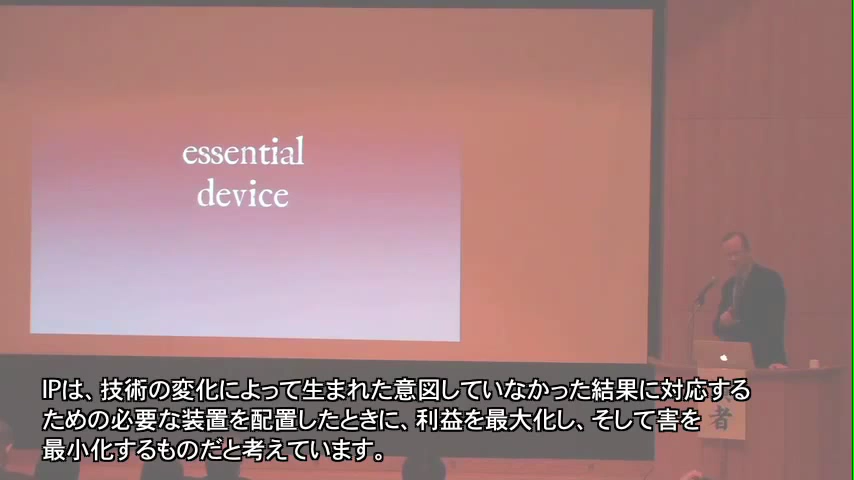 essential
device
IPは、技術の変化によって生まれた意図していなかった結果に対応する
ための必要な装置を配置したときに、利益を最大化し、そして害を
最小化するものだと考えています。
者